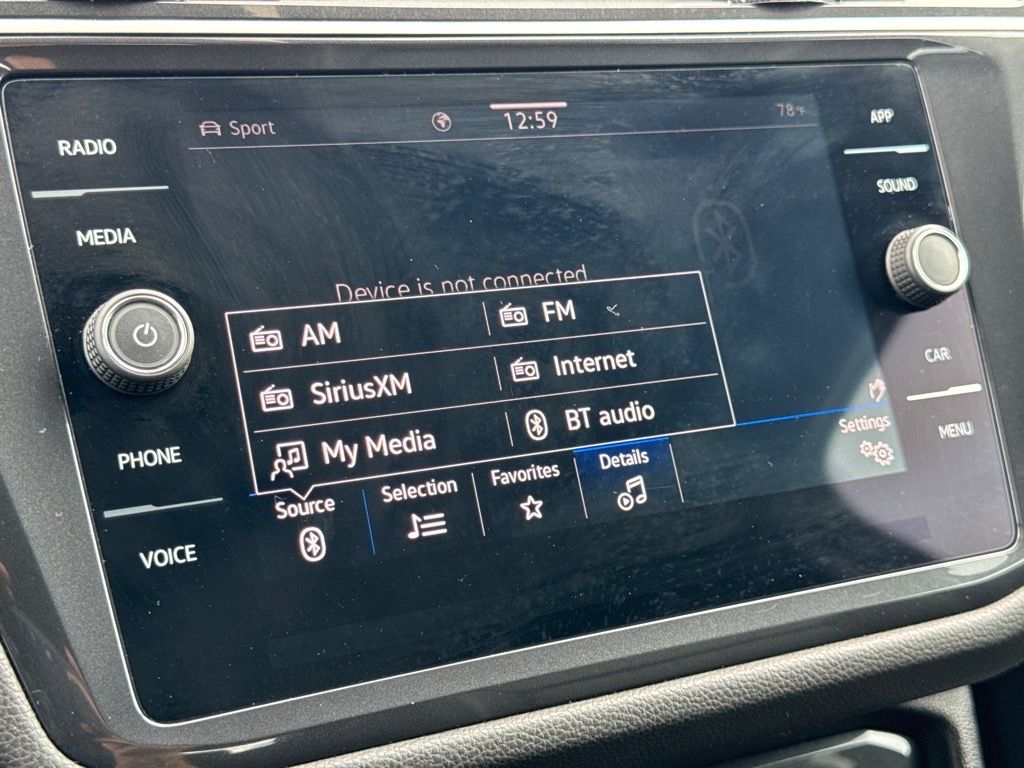 RADIO
MEDIA
PHONE
VOICE
Sport
12:59
78°F
Device is not connected
AM
FM
SiriusXM
Internet
My Media
BT audio
Source
Selection
Favorites
Details
Settings
APP
SOUND
CAR
MENU